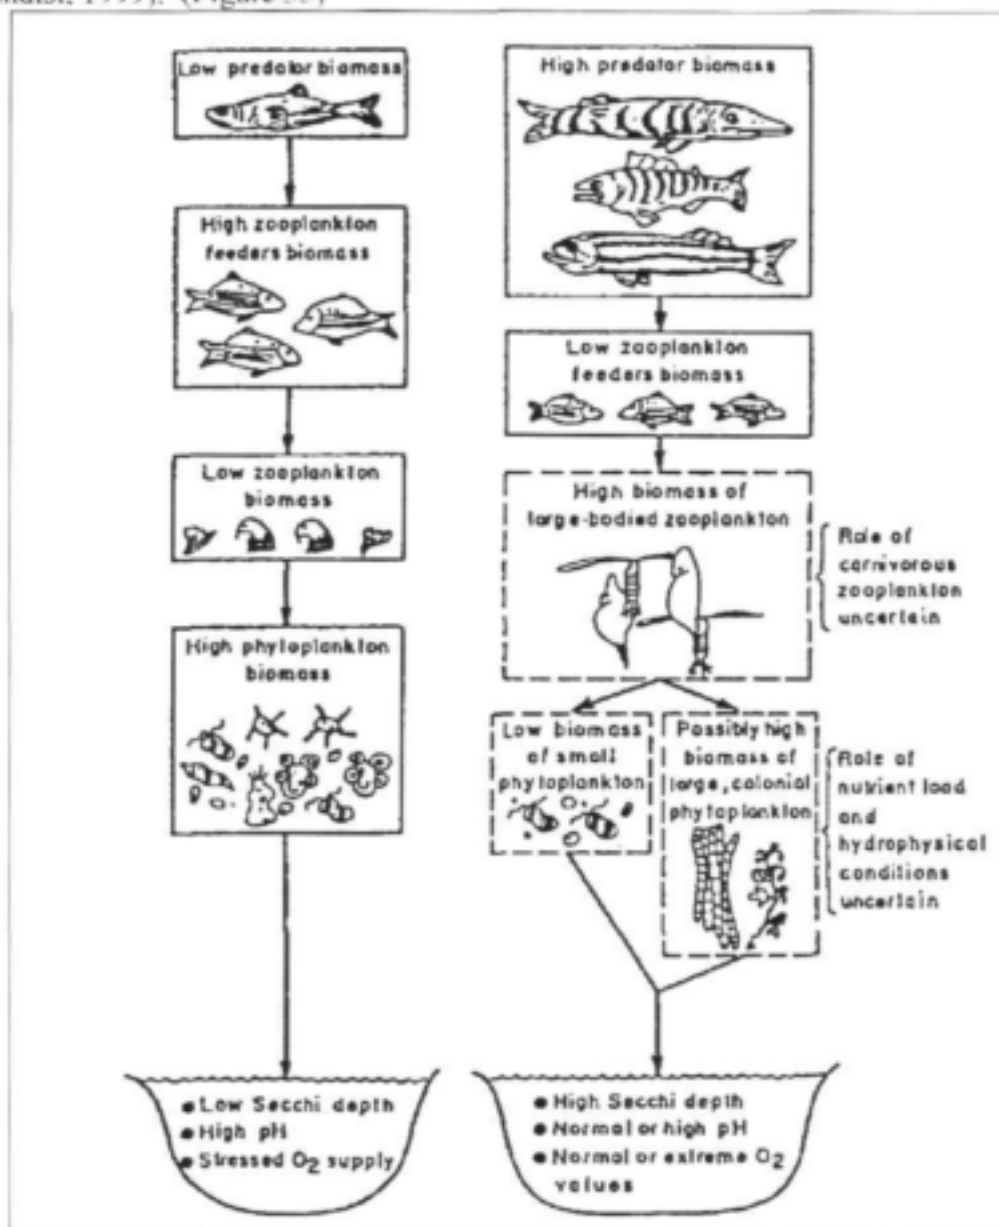 1999). (Figure
Low predator biomass
High zooplankton
feeders biomass
Low zooplankton
biomass
High phytoplankton
biomass
● Low Secchi depth
● High pH
● Stressed O2 supply
High predator biomass
Low zooplankton
feeders biomass
High biomass of
large-bodied zooplankton
Role of
carnivorous
zooplankton
uncertain
Low biomass
of small
phytoplankton
Possibly high
biomass of
large, colonial
phytoplankton
Role of
nutrient load
and
hydrophysical
conditions
uncertain
● High Secchi depth
● Normal or high pH
● Normal or extreme O2
values